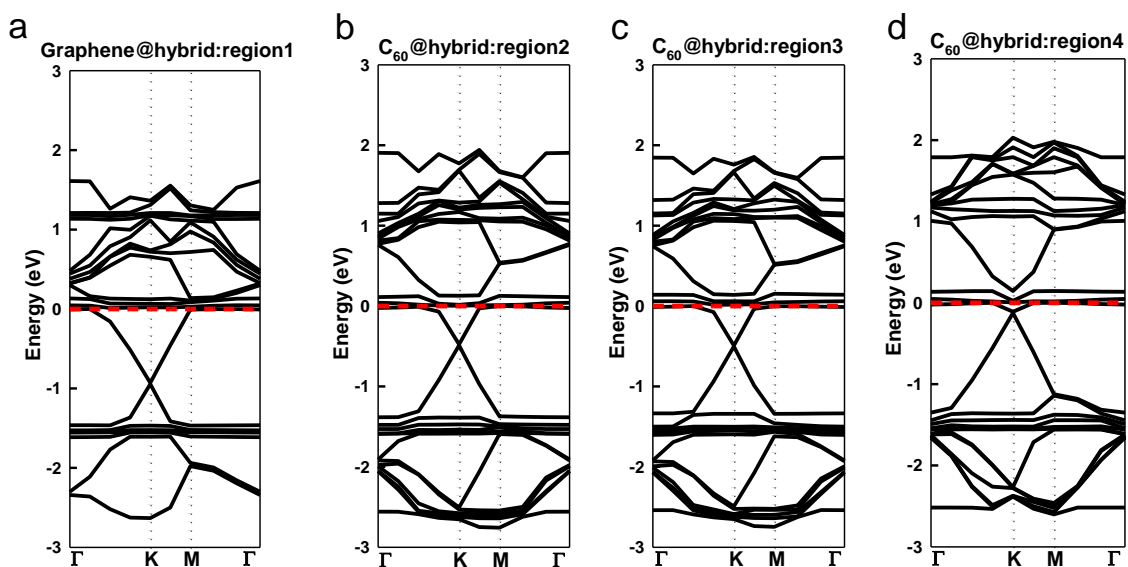 a
Graphene@hybrid:region1
Energy (eV)
3
2
1
0
-1
-2
-3
Γ K M Γ
b
C60@hybrid:region2
Energy (eV)
3
2
1
0
-1
-2
-3
Γ K M Γ
c
C60@hybrid:region3
Energy (eV)
3
2
1
0
-1
-2
-3
Γ K M Γ
d
C60@hybrid:region4
Energy (eV)
3
2
1
0
-1
-2
-3
Γ K M Γ